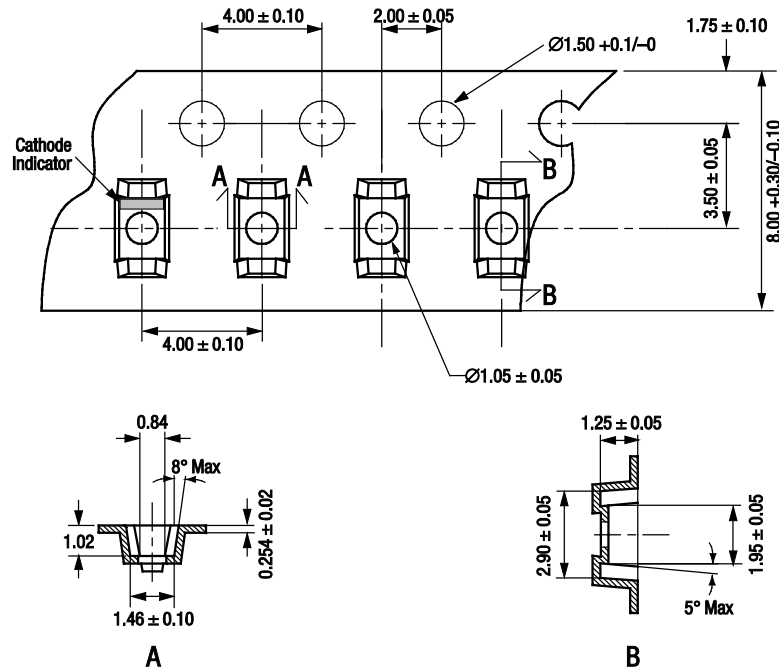 4.00 ± 0.10
2.00 ± 0.05
Ø1.50 +0.1/–0
1.75 ± 0.10
Cathode
Indicator
A
A
B
3.50 ± 0.05
8.00 +0.30/–0.10
B
4.00 ± 0.10
Ø1.05 ± 0.05
0.84
8° Max
1.02
0.254 ± 0.02
1.46 ± 0.10
A
1.25 ± 0.05
2.90 ± 0.05
1.95 ± 0.05
5° Max
B